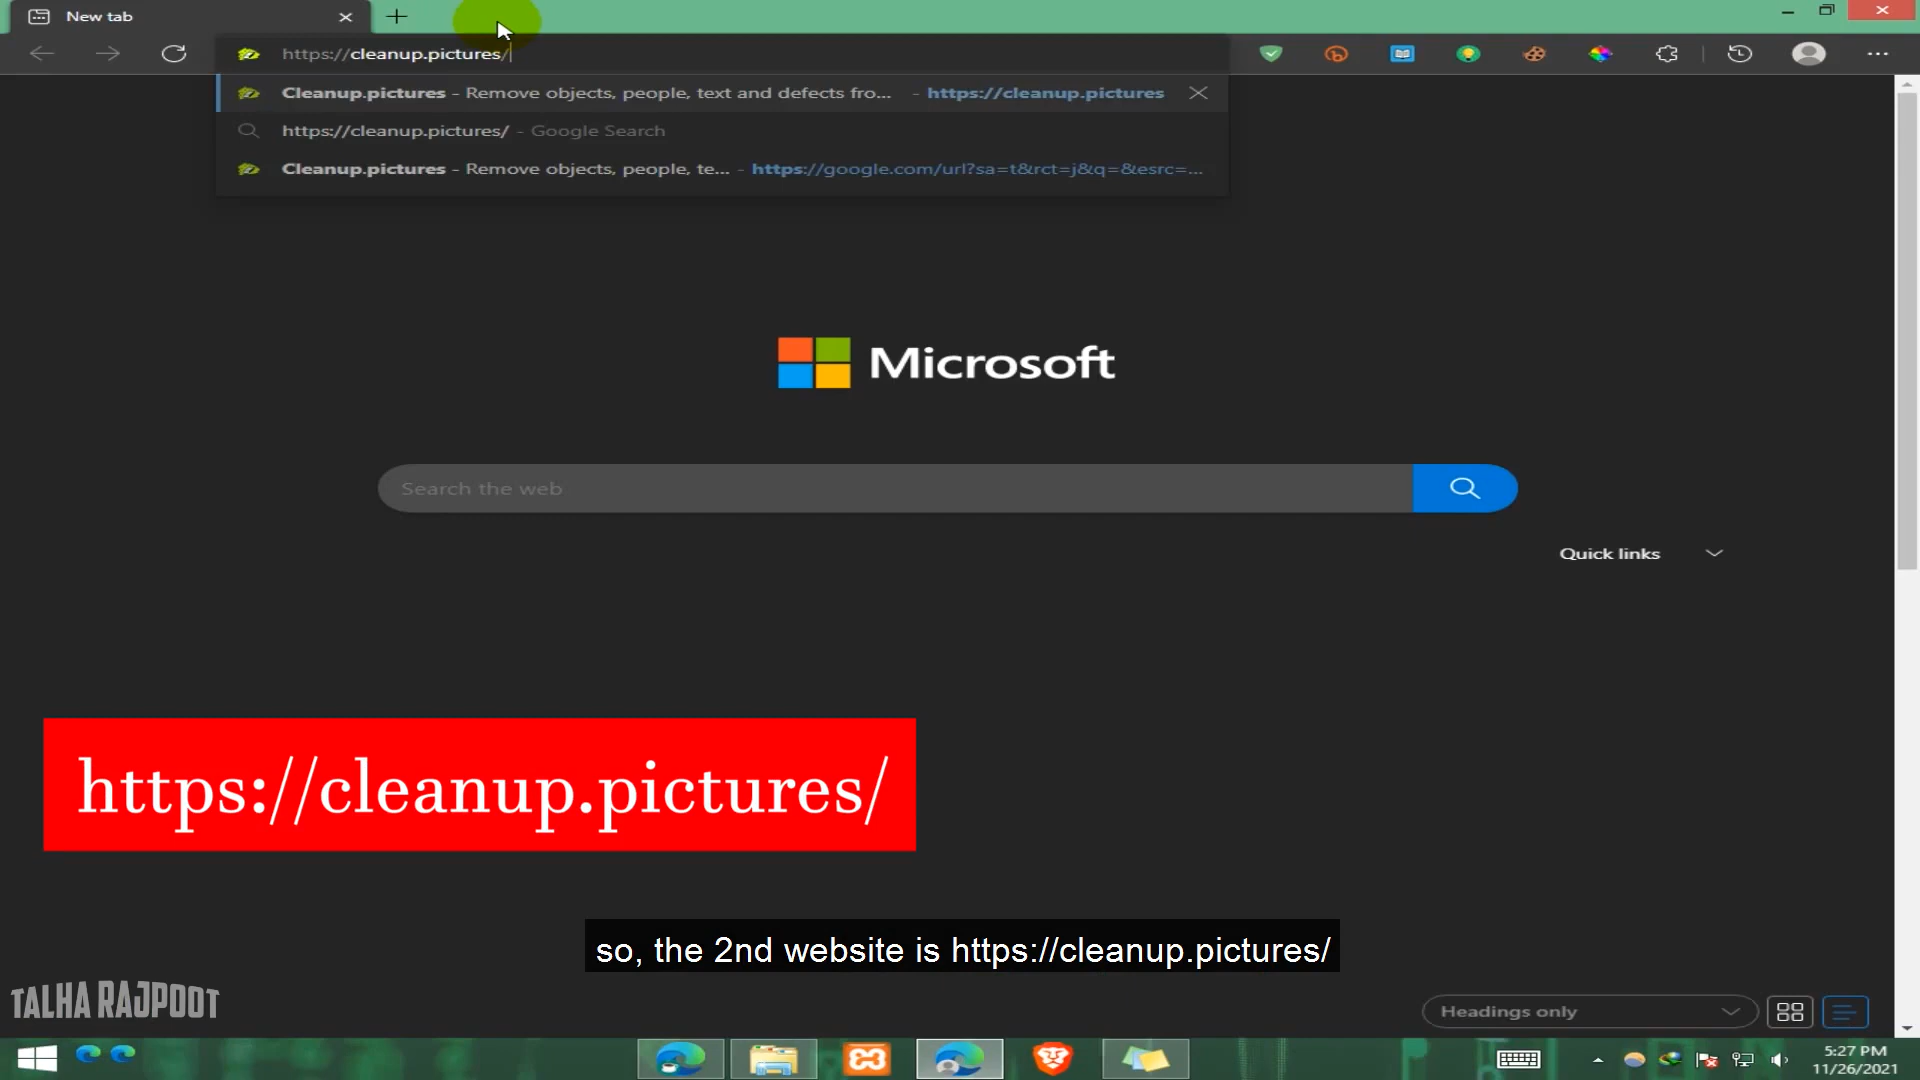 New tab
https://cleanup.pictures/
Cleanup.pictures - Remove objects, people, text and defects fro... - https://cleanup.pictures
https://cleanup.pictures/ - Google Search
Cleanup.pictures - Remove objects, people, te... - https://google.com/url?sa=t&rct=j&q=&esrc=...
Microsoft
Search the web
Quick links
https://cleanup.pictures/
so, the 2nd website is https://cleanup.pictures/
TALHA RAJPOOT
Headings only
5:27 PM
11/26/2021